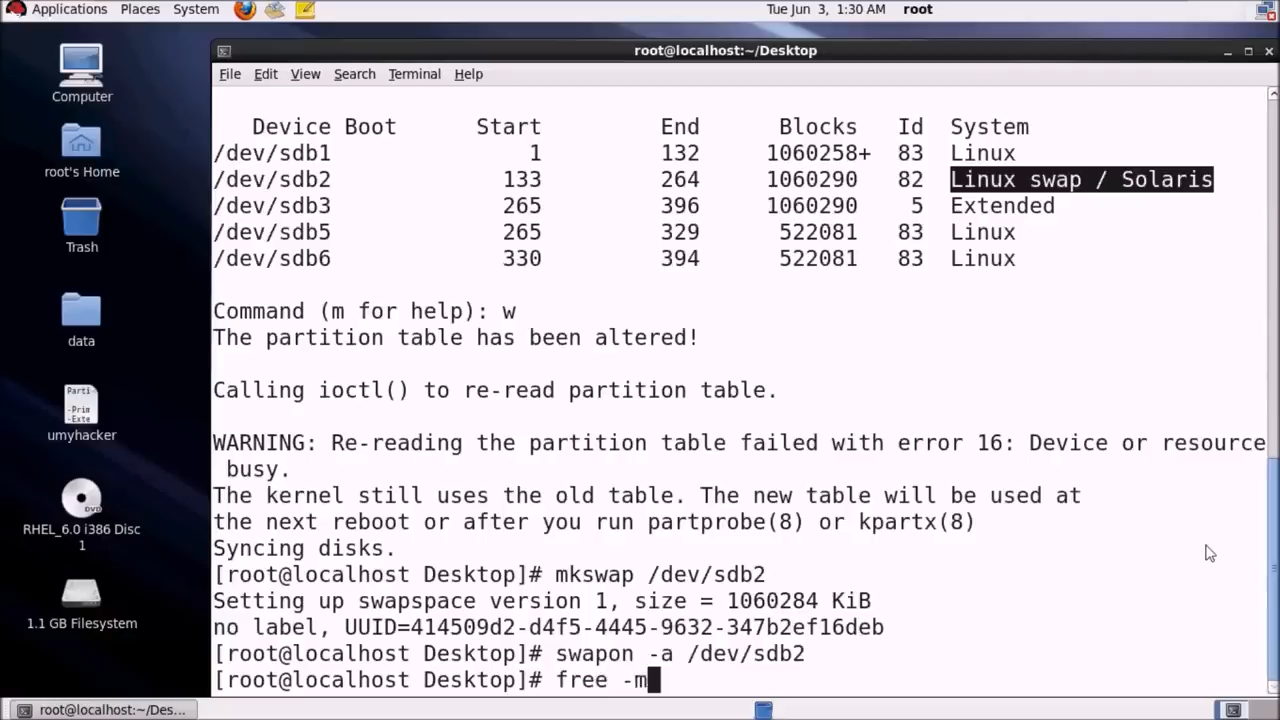 Applications Places System Tue Jun 3, 1:30 AM root
root@localhost:~/Desktop
File Edit View Search Terminal Help
Computer
root's Home
Trash
data
Parti
-Prim
-Exte
umyhacker
DVD
RHEL_6.0 i386 Disc
1
1.1 GB Filesystem
Device Boot Start End Blocks Id System
/dev/sdb1 1 132 1060258+ 83 Linux
/dev/sdb2 133 264 1060290 82 Linux swap / Solaris
/dev/sdb3 265 396 1060290 5 Extended
/dev/sdb5 265 329 522081 83 Linux
/dev/sdb6 330 394 522081 83 Linux
Command (m for help): w
The partition table has been altered!
Calling ioctl() to re-read partition table.
WARNING: Re-reading the partition table failed with error 16: Device or resource
busy.
The kernel still uses the old table. The new table will be used at
the next reboot or after you run partprobe(8) or kpartx(8)
Syncing disks.
[root@localhost Desktop]# mkswap /dev/sdb2
Setting up swapspace version 1, size = 1060284 KiB
no label, UUID=414509d2-d4f5-4445-9632-347b2ef16deb
[root@localhost Desktop]# swapon -a /dev/sdb2
[root@localhost Desktop]# free -m
root@localhost:~/Des...